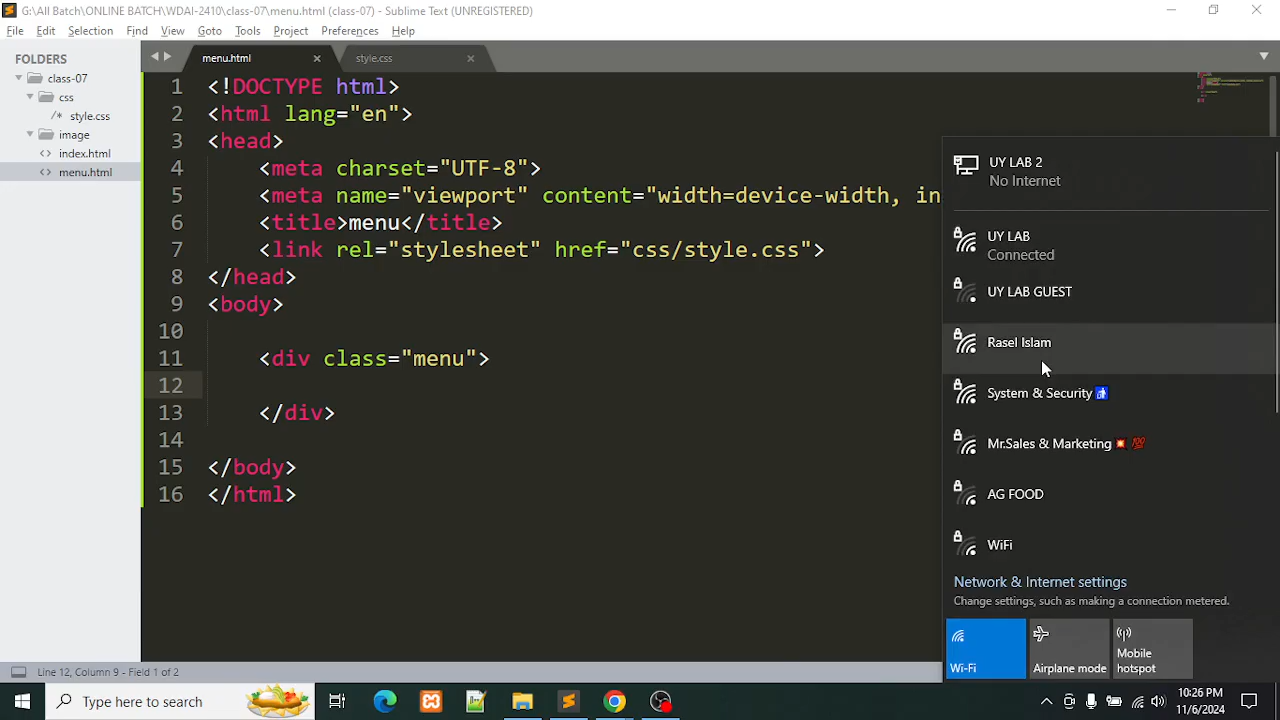 G:\All Batch\ONLINE BATCH\WDAI-2410\class-07\menu.html (class-07) - Sublime Text (UNREGISTERED)
File Edit Selection Find View Goto Tools Project Preferences Help
FOLDERS
class-07
css
/* style.css
image
<> index.html
<> menu.html
menu.html
style.css
1 <!DOCTYPE html>
2 <html lang="en">
3 <head>
4 <meta charset="UTF-8">
5 <meta name="viewport" content="width=device-width, in
6 <title>menu</title>
7 <link rel="stylesheet" href="css/style.css">
8 </head>
9 <body>
10
11 <div class="menu">
12
13 </div>
14
15 </body>
16 </html>
UY LAB 2
No Internet
UY LAB
Connected
UY LAB GUEST
Rasel Islam
System & Security 🚹
Mr.Sales & Marketing 💥 💯
AG FOOD
WiFi
Network & Internet settings
Change settings, such as making a connection metered.
Wi-Fi
Airplane mode
Mobile
hotspot
Line 12, Column 9 - Field 1 of 2
Type here to search
10:26 PM
11/6/2024